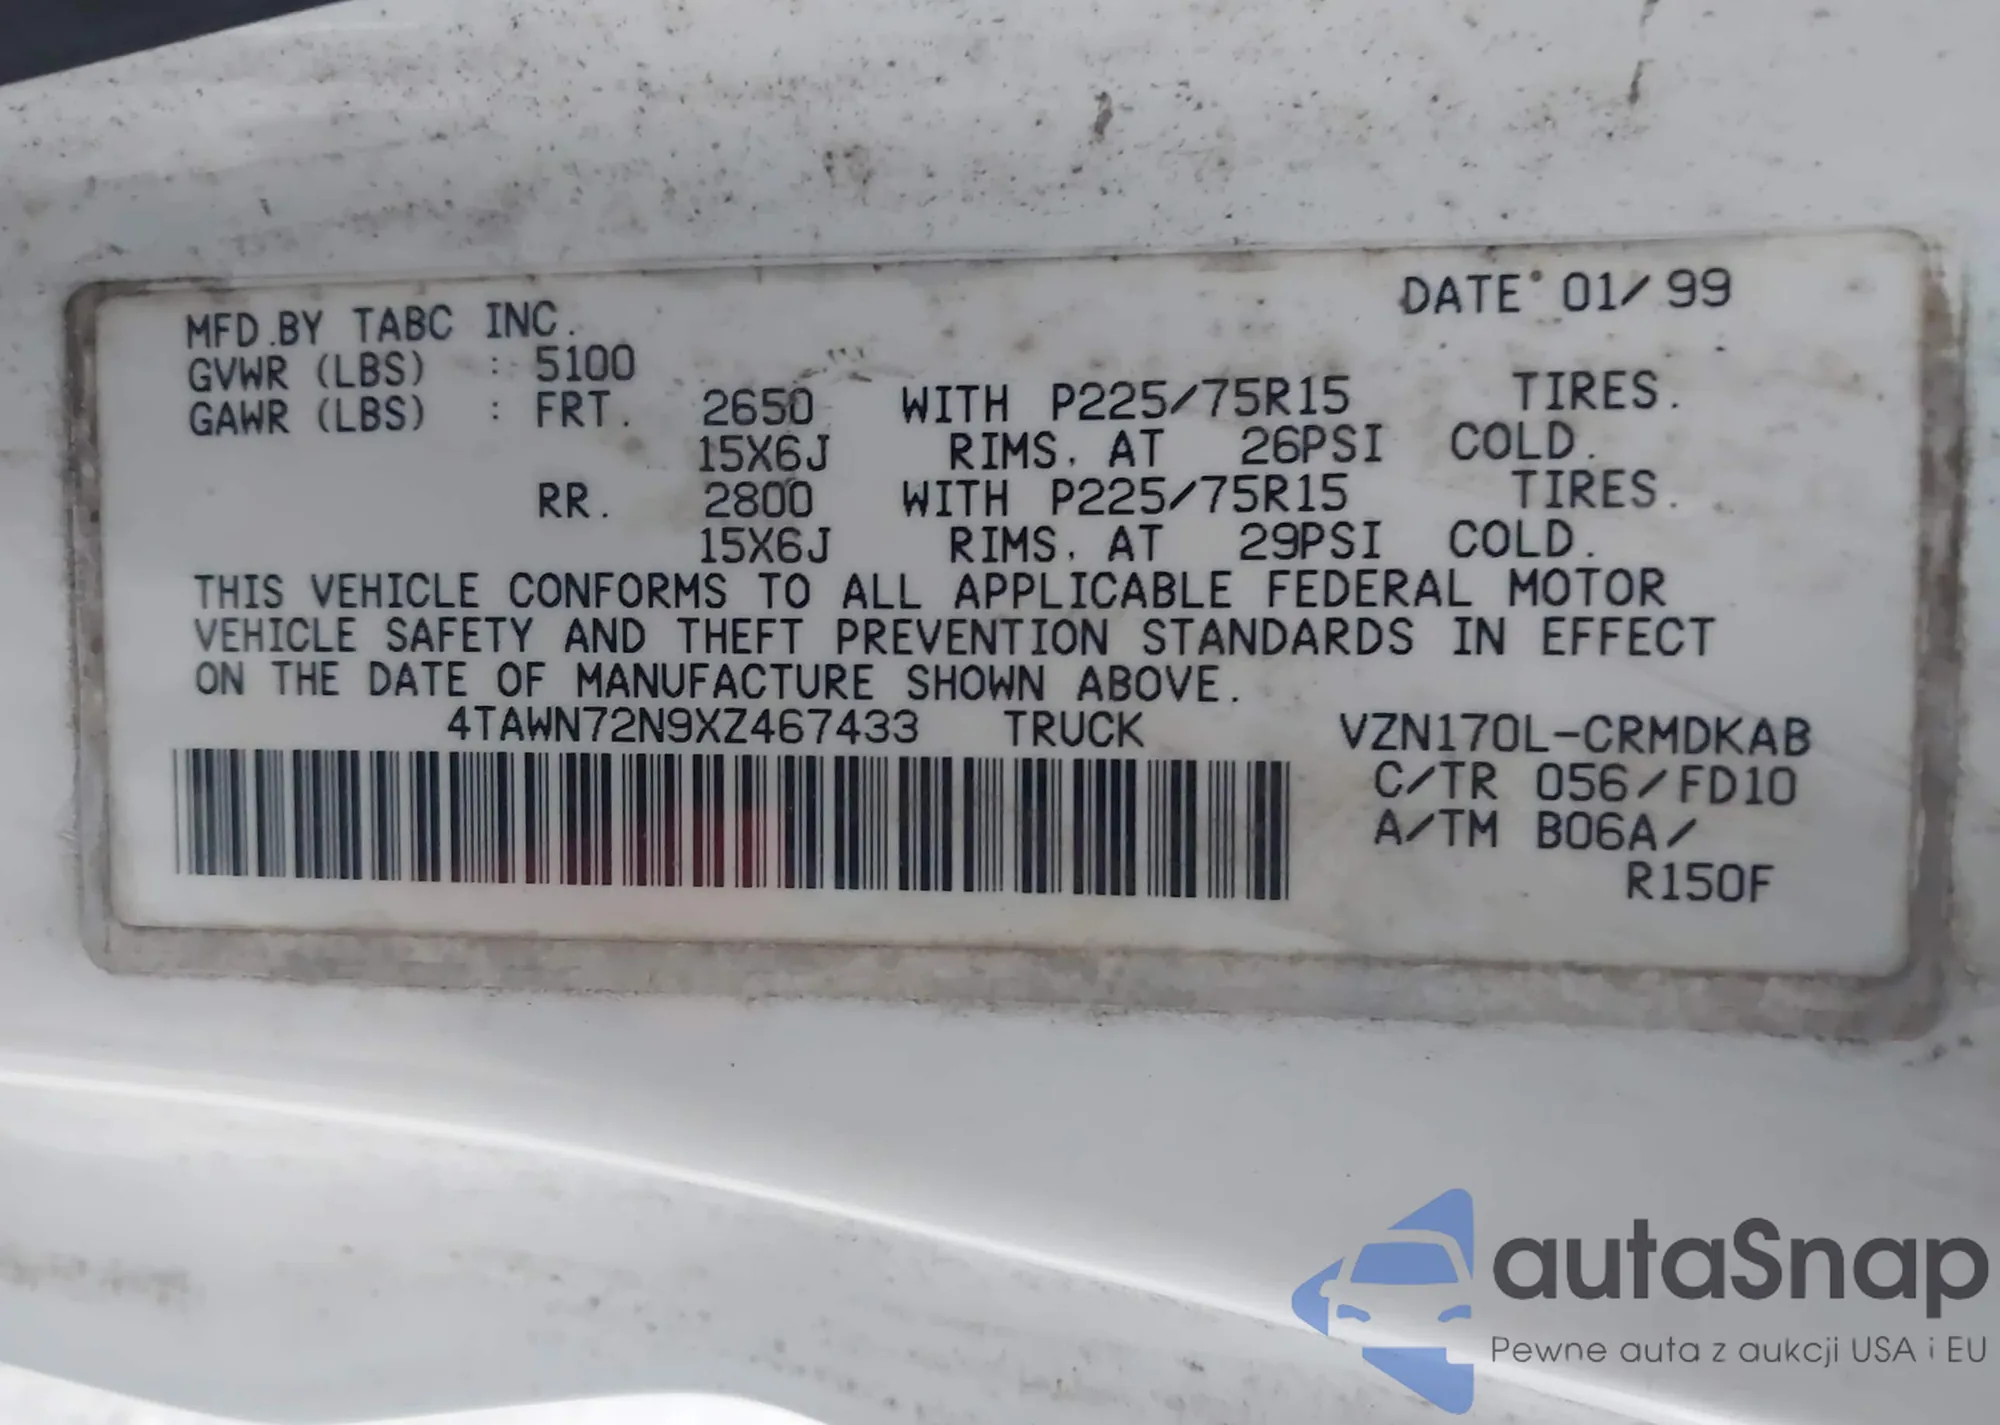 DATE: 01/99
MFD.BY TABC INC.
GVWR (LBS) : 5100
GAWR (LBS) : FRT. 2650 WITH P225/75R15 TIRES.
15X6J RIMS. AT 26PSI COLD.
RR. 2800 WITH P225/75R15 TIRES.
15X6J RIMS. AT 29PSI COLD.
THIS VEHICLE CONFORMS TO ALL APPLICABLE FEDERAL MOTOR
VEHICLE SAFETY AND THEFT PREVENTION STANDARDS IN EFFECT
ON THE DATE OF MANUFACTURE SHOWN ABOVE.
4TAWN72N9XZ467433 TRUCK VZN170L-CRMDKAB
C/TR 056/FD10
A/TM B06A/
R150F
autaSnap
Pewne auta z aukcji USA i EU